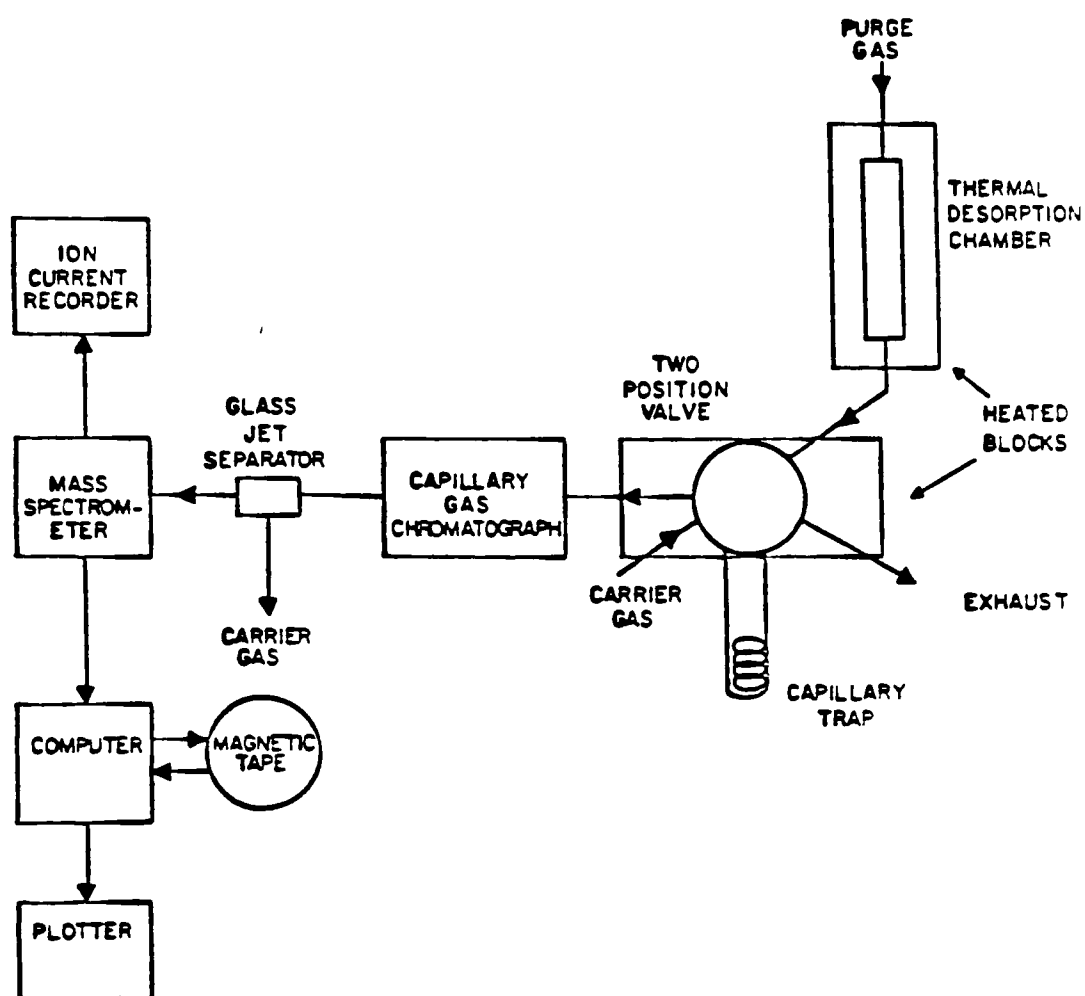 PURGE
GAS
THERMAL
DESORPTION
CHAMBER
ION
CURRENT
RECORDER
TWO
POSITION
VALVE
HEATED
BLOCKS
GLASS
JET
SEPARATOR
MASS
SPECTROM-
ETER
CAPILLARY
GAS
CHROMATOGRAPH
CARRIER
GAS
EXHAUST
CARRIER
GAS
CAPILLARY
TRAP
COMPUTER
MAGNETIC
TAPE
PLOTTER